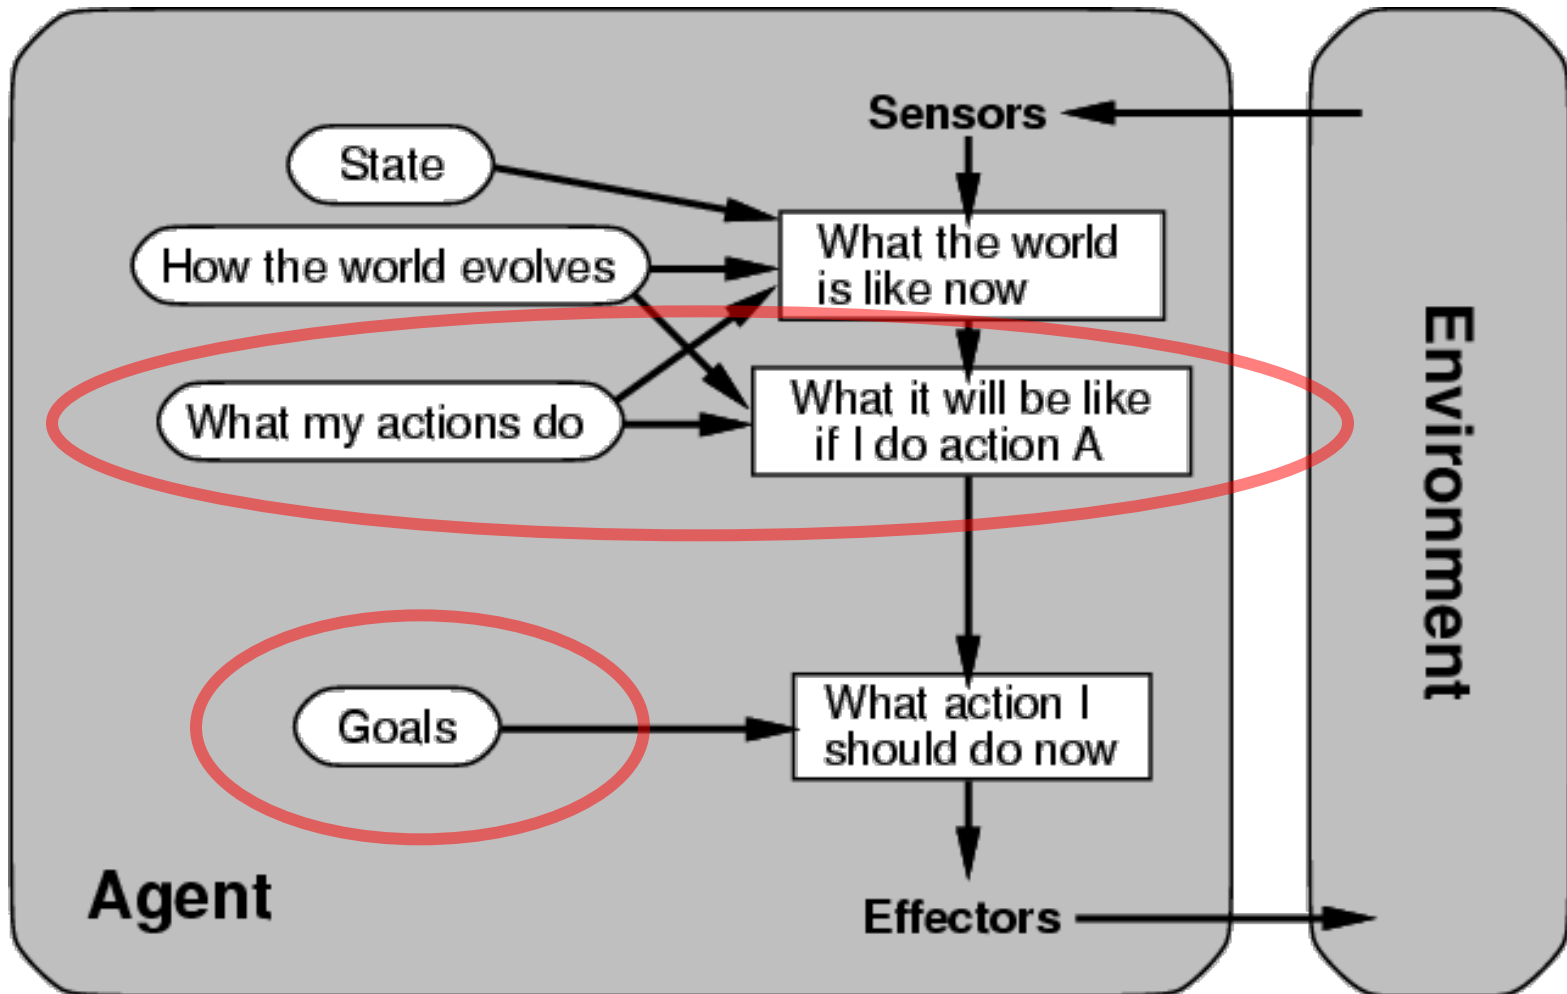 Sensors
State
What the world
is like now
How the world evolves
What my actions do
What it will be like
if I do action A
Environment
Goals
What action I
should do now
Agent
Effectors